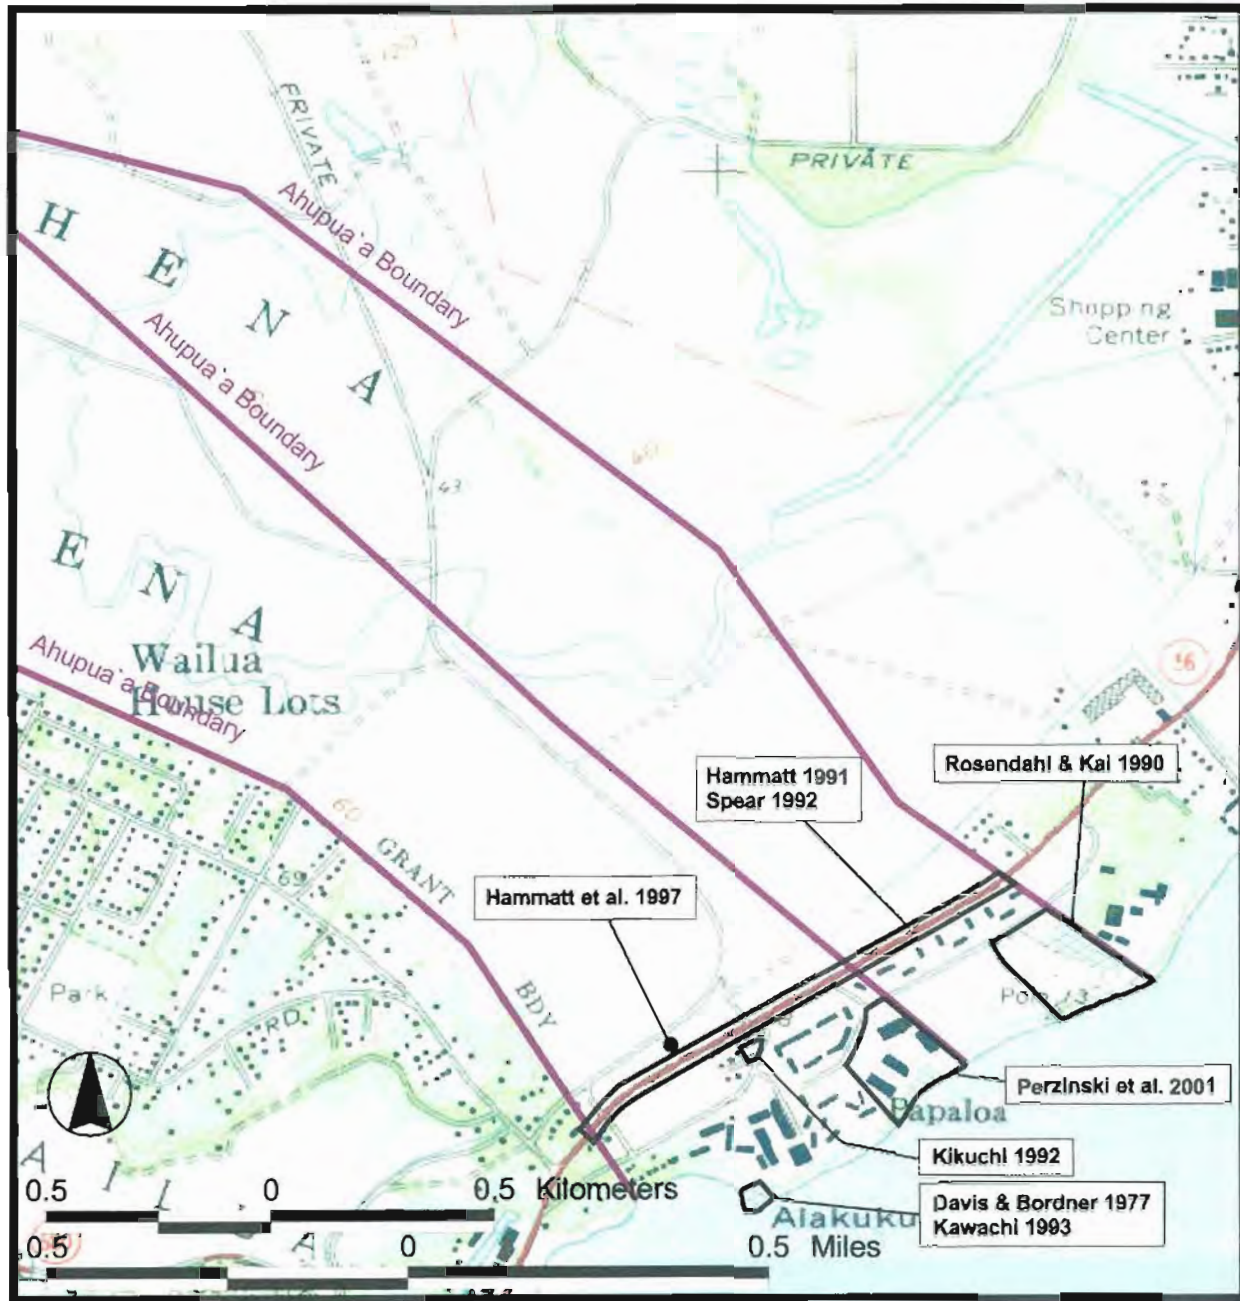 PRIVATE
PRIVATE
Ahupua`a Boundary
H E N A
Shopping
Center
Ahupua`a Boundary
60
43
E N A
Wailua
House Lots
Ahupua`a Boundary
56
Hammatt 1991
Spear 1992
Rosendahl & Kai 1990
60
GRANT
69
Hammatt et al. 1997
BDY
Park
RD
Perzinski et al. 2001
Papaloa
Kikuchi 1992
0.5 0 0.5 Kilometers
Davis & Bordner 1977
Kawachi 1993
Alakuku
0.5 0 0.5 Miles